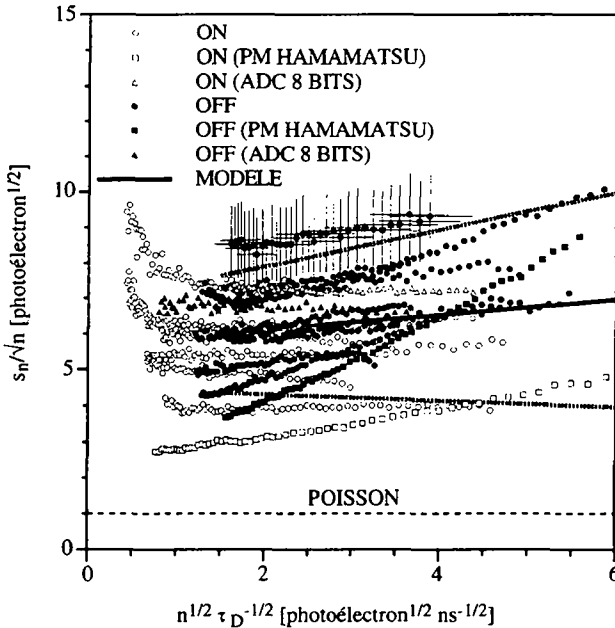 15
ON
ON (PM HAMAMATSU)
ON (ADC 8 BITS)
OFF
OFF (PM HAMAMATSU)
OFF (ADC 8 BITS)
MODELE
10
5
0
s_n/√n [photoélectron^1/2]
POISSON
0 2 4 6
n^1/2 τ_D^-1/2 [photoélectron^1/2 ns^-1/2]